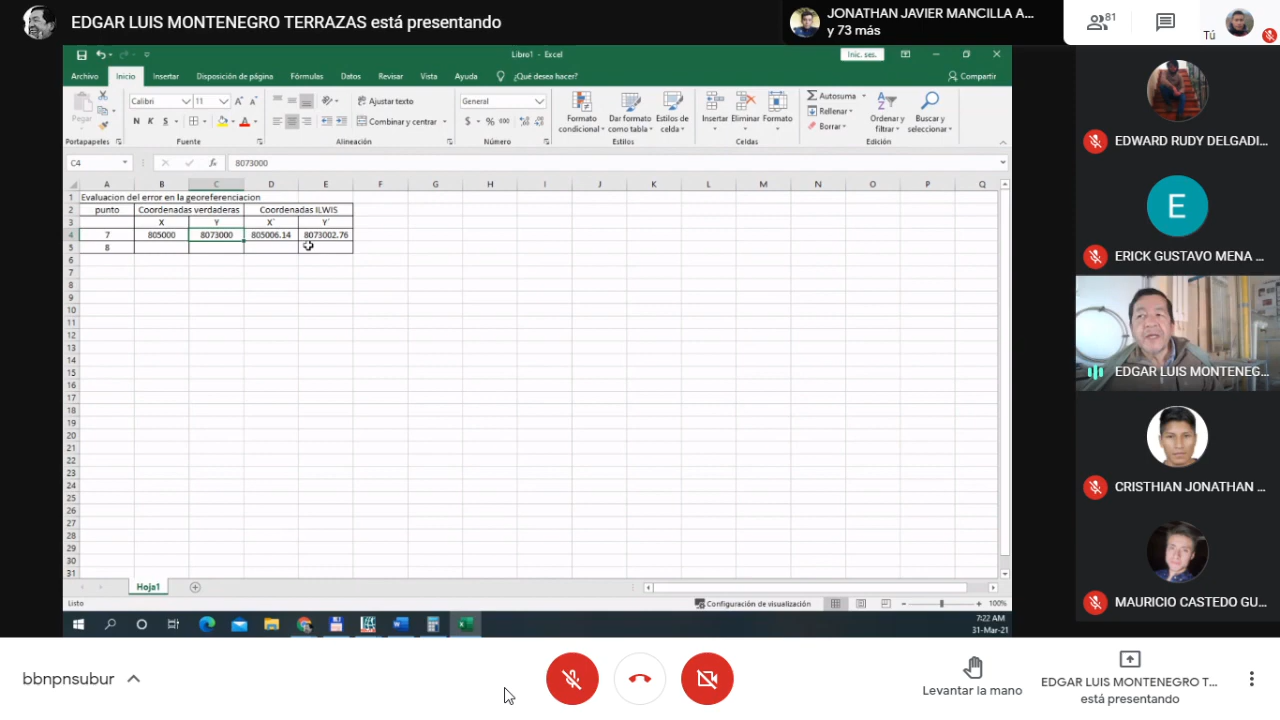 EDGAR LUIS MONTENEGRO TERRAZAS está presentando
JONATHAN JAVIER MANCILLA A...
y 73 más
81
Tú
Libro1 - Excel
Inic. ses.
Archivo Inicio Insertar Disposición de página Fórmulas Datos Revisar Vista Ayuda ¿Qué desea hacer? Compartir
Pegar
Calibri 11
N K S
Ajustar texto
Combinar y centrar
General
$ % 000
Formato condicional
Dar formato como tabla
Estilos de celda
Insertar Eliminar Formato
Autosuma
Rellenar
Borrar
Ordenar y filtrar
Buscar y seleccionar
Portapapeles Fuente Alineación Número Estilos Celdas Edición
C4 fx 8073000
A B C D E F G H I J K L M N O P Q
1 Evaluacion del error en la georeferenciacion
2 punto Coordenadas verdaderas Coordenadas ILWIS
3 X Y X´ Y´
4 7 805000 8073000 805006.14 8073002.76
5 8
6
7
8
9
10
11
12
13
14
15
16
17
18
19
20
21
22
23
24
25
26
27
28
29
30
31
Hoja1
Listo Configuración de visualización 100%
7:22 AM
31-Mar-21
EDWARD RUDY DELGADI...
E
ERICK GUSTAVO MENA ...
EDGAR LUIS MONTENEG...
CRISTHIAN JONATHAN ...
MAURICIO CASTEDO GU...
bbnpnsubur
Levantar la mano
EDGAR LUIS MONTENEGRO T...
está presentando